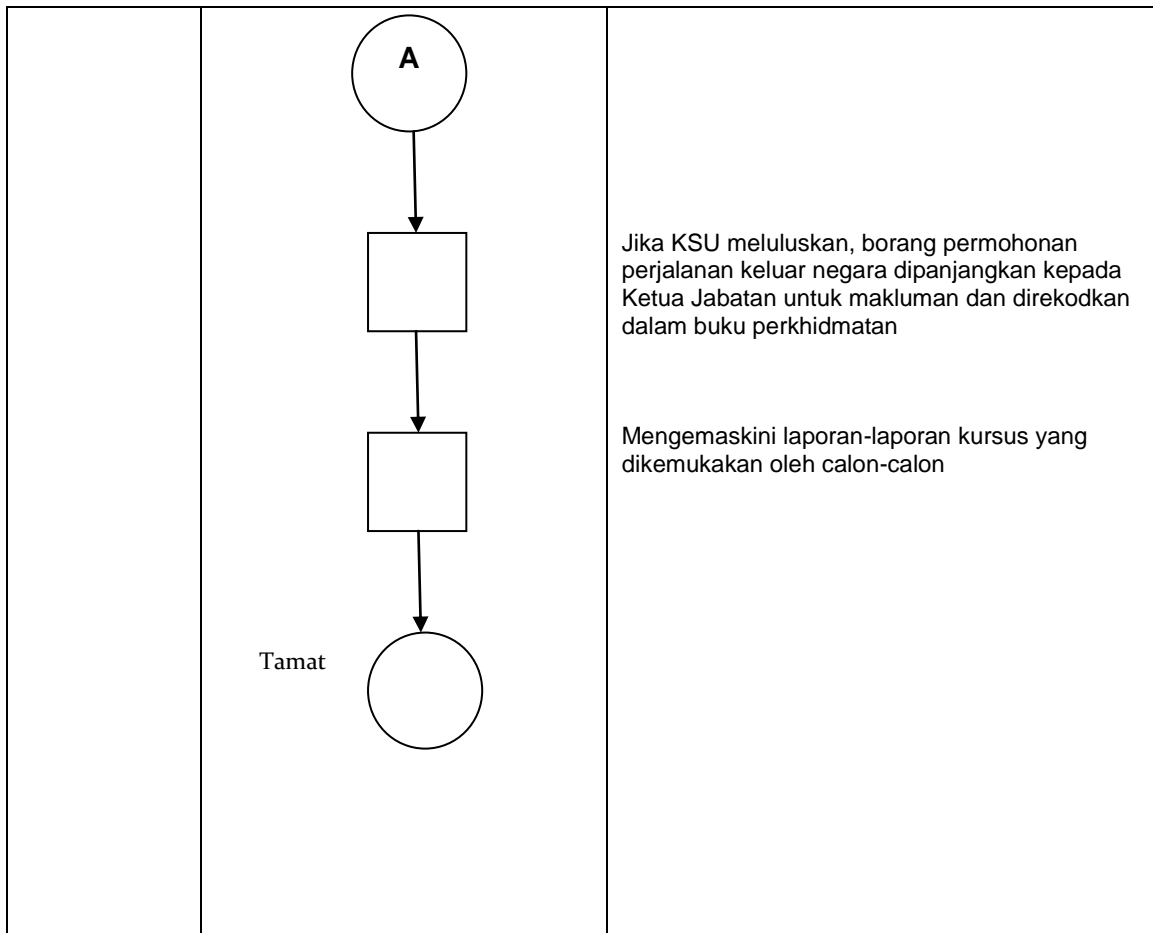 A
Jika KSU meluluskan, borang permohonan
perjalanan keluar negara dipanjangkan kepada
Ketua Jabatan untuk makluman dan direkodkan
dalam buku perkhidmatan
Mengemaskini laporan-laporan kursus yang
dikemukakan oleh calon-calon
Tamat